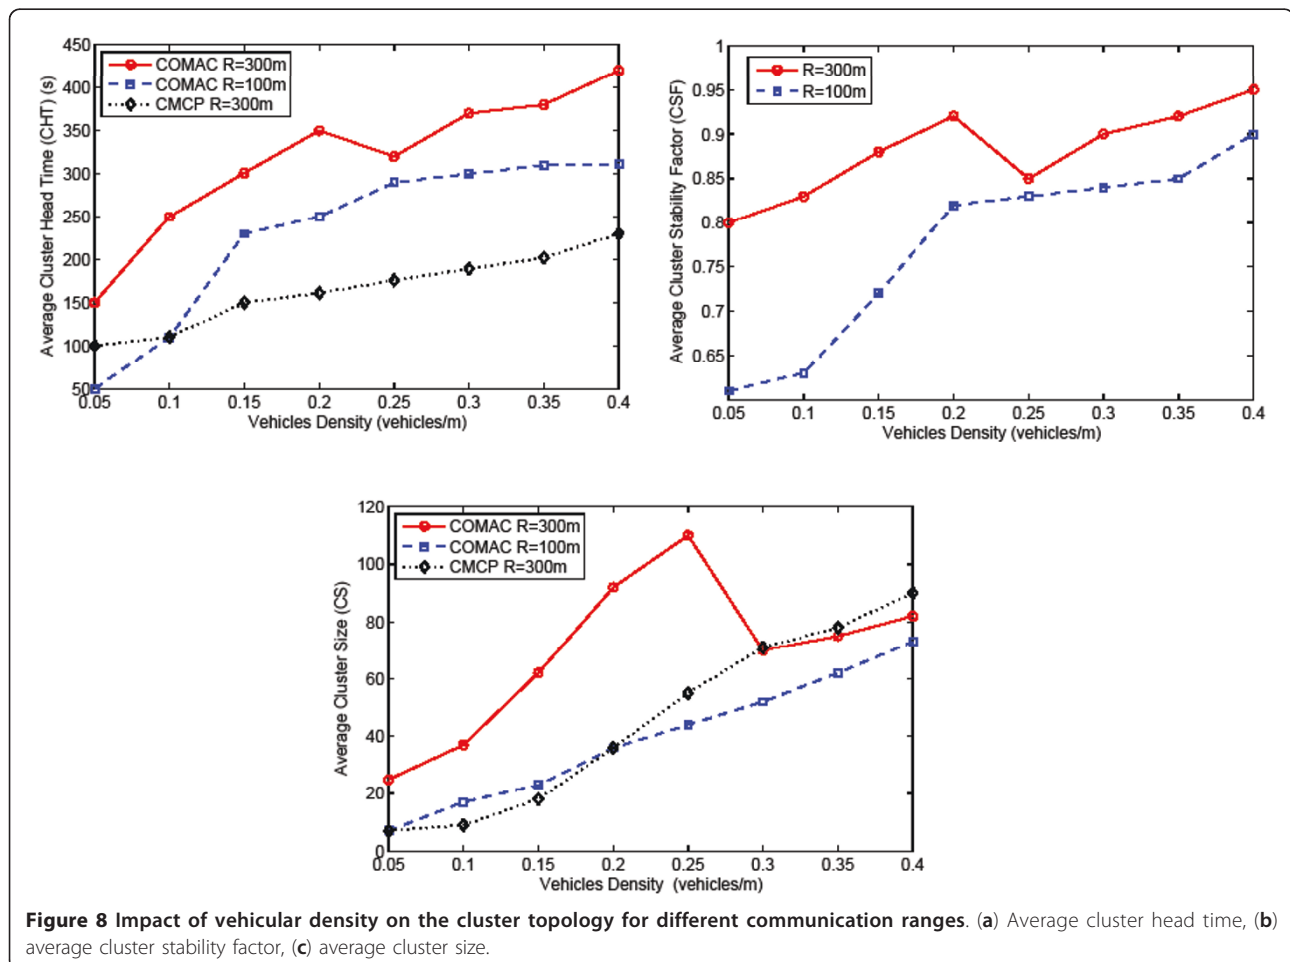 450
400
350
300
250
200
150
100
50
Average Cluster Head Time (CHT) (s)
COMAC R=300m
COMAC R=100m
CMCP R=300m
0.05 0.1 0.15 0.2 0.25 0.3 0.35 0.4
Vehicles Density (vehicles/m)
1
0.95
0.9
0.85
0.8
0.75
0.7
0.65
Average Cluster Stability Factor (CSF)
R=300m
R=100m
0.05 0.1 0.15 0.2 0.25 0.3 0.35 0.4
Vehicles Density (vehicles/m)
120
100
80
60
40
20
0
Average Cluster Size (CS)
COMAC R=300m
COMAC R=100m
CMCP R=300m
0.05 0.1 0.15 0.2 0.25 0.3 0.35 0.4
Vehicles Density (vehicles/m)
Figure 8 Impact of vehicular density on the cluster topology for different communication ranges. (a) Average cluster head time, (b)
average cluster stability factor, (c) average cluster size.